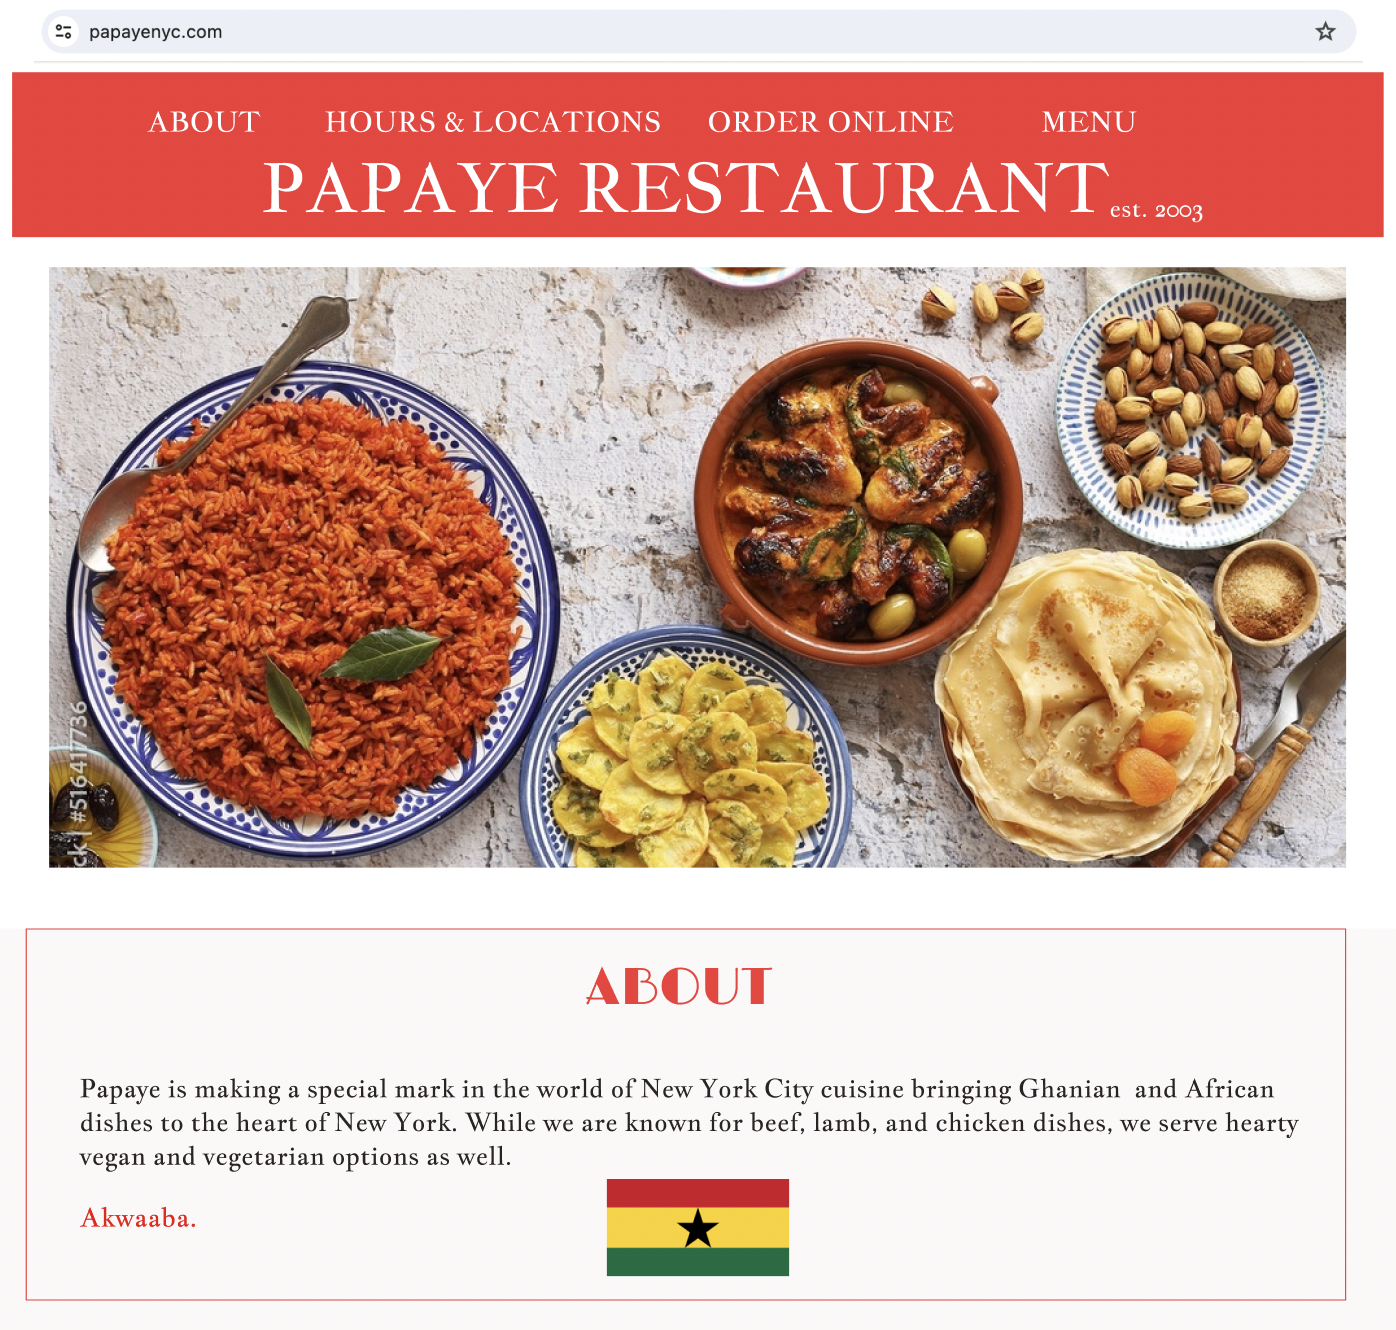 papayenyc.com
ABOUT HOURS & LOCATIONS ORDER ONLINE MENU
PAPAYE RESTAURANT est. 2003
ck | #516417736
ABOUT
Papaye is making a special mark in the world of New York City cuisine bringing Ghanian and African
dishes to the heart of New York. While we are known for beef, lamb, and chicken dishes, we serve hearty
vegan and vegetarian options as well.
Akwaaba.